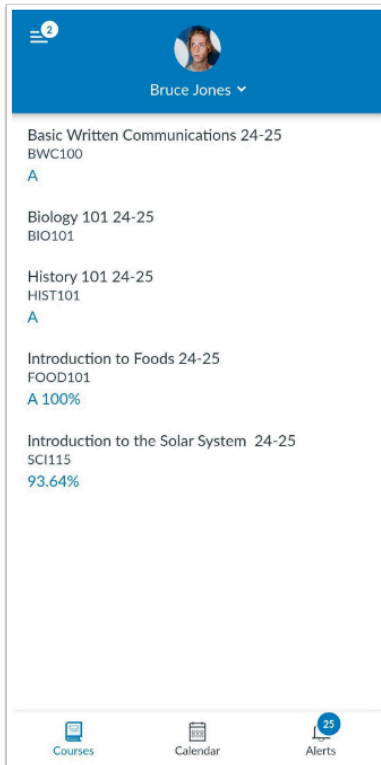 2
Bruce Jones
Basic Written Communications 24-25
BWC100
A
Biology 101 24-25
BIO101
History 101 24-25
HIST101
A
Introduction to Foods 24-25
FOOD101
A 100%
Introduction to the Solar System 24-25
SCI115
93.64%
25
Courses Calendar Alerts